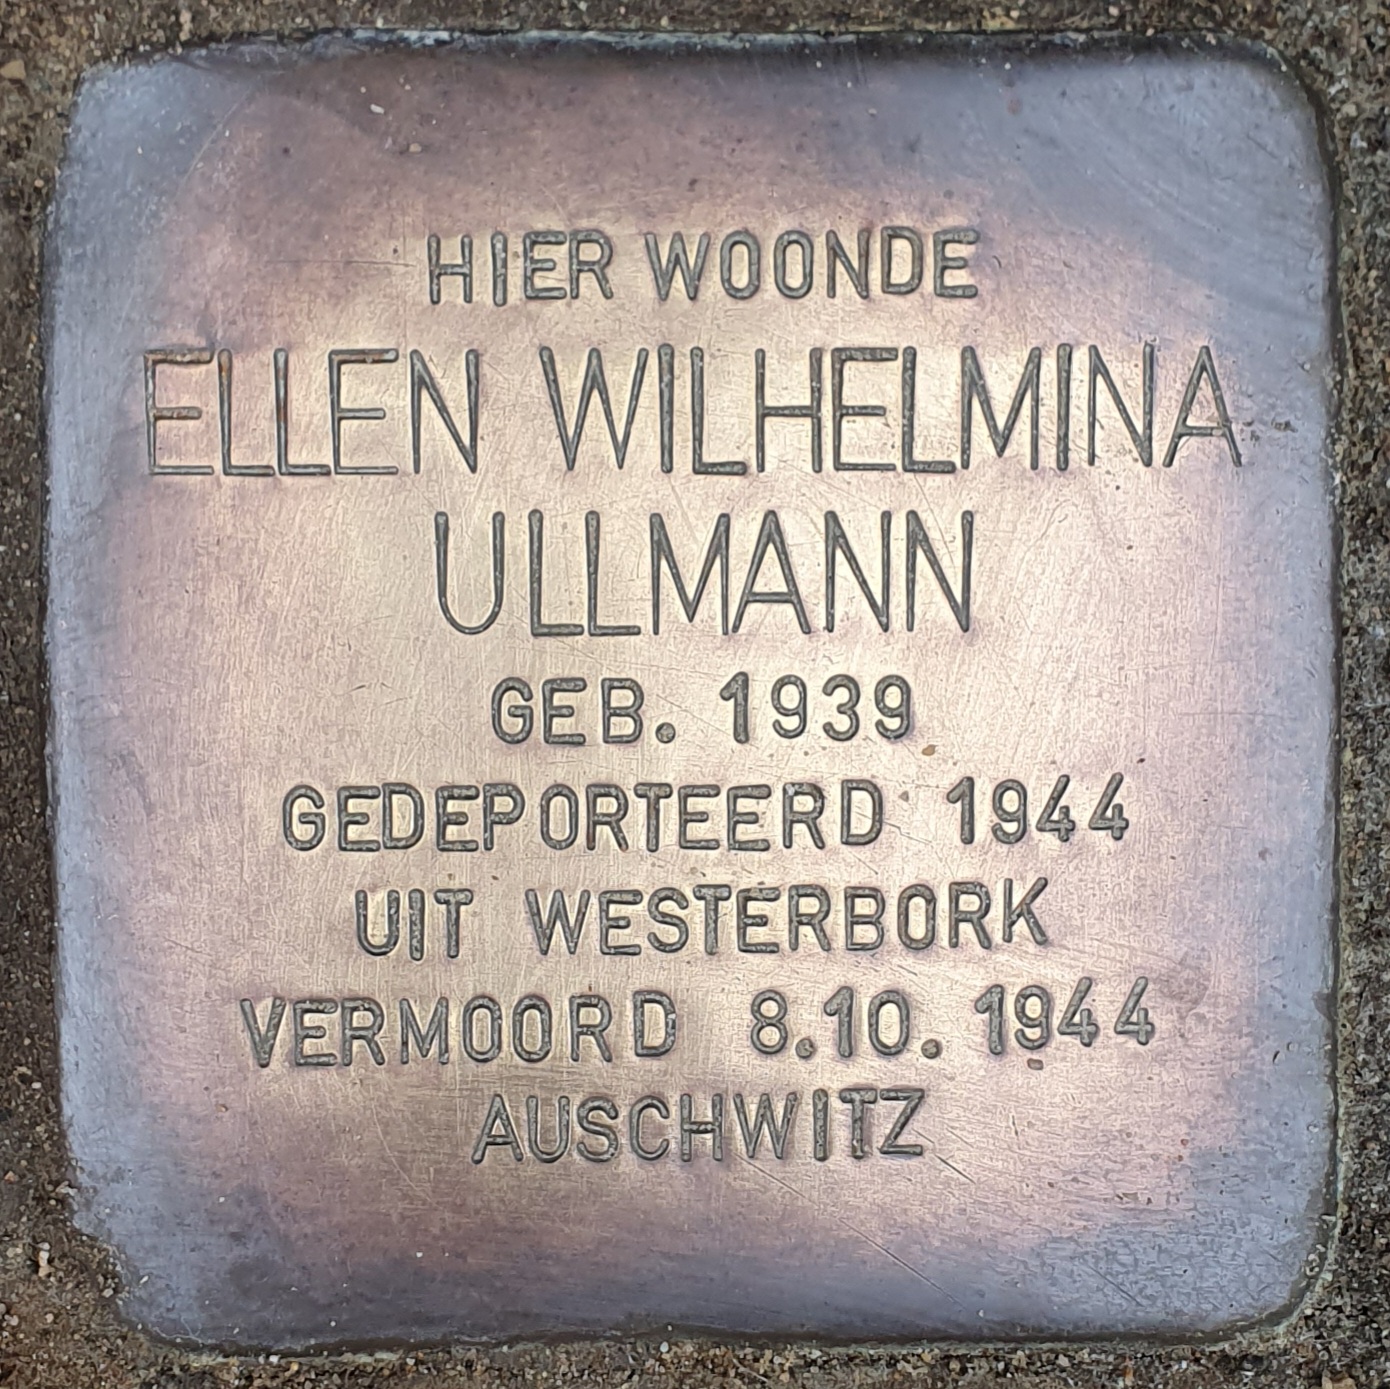 HIER WOONDE
ELLEN WILHELMINA
ULLMANN
GEB. 1939
GEDEPORTEERD 1944
UIT WESTERBORK
VERMOORD 8.10.1944
AUSCHWITZ